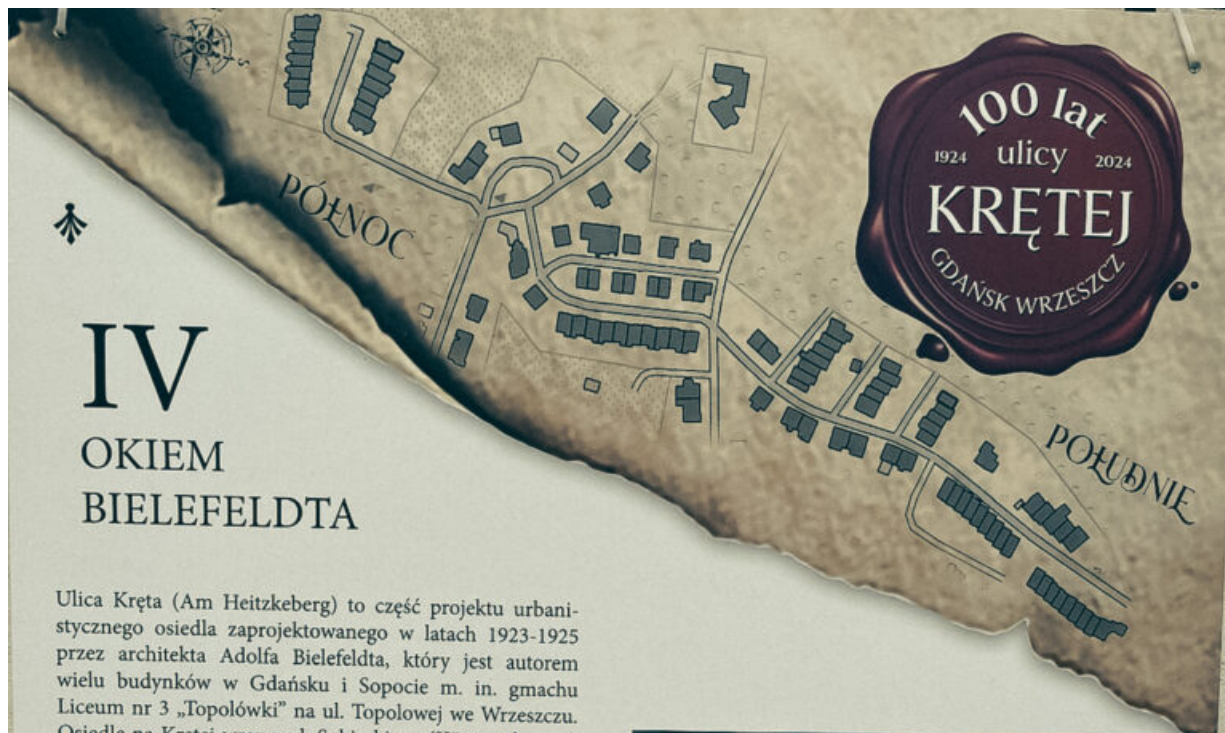 100 lat
1924 ulicy 2024
KRĘTEJ
GDAŃSK WRZESZCZ
PÓŁNOC
POŁUDNIE
IV
OKIEM
BIELEFELDTA
Ulica Kręta (Am Heitzkeberg) to część projektu urbani-
stycznego osiedla zaprojektowanego w latach 1923-1925
przez architekta Adolfa Bielefeldta, który jest autorem
wielu budynków w Gdańsku i Sopocie m. in. gmachu
Liceum nr 3 „Topolówki” na ul. Topolowej we Wrzeszczu.